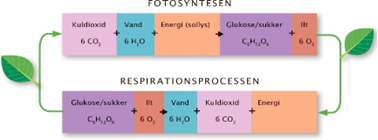 FOTOSYNTESEN
Kuldioxid + Vand + Energi (sollys) → Glukose/sukker + Ilt
6 CO₂ 6 H₂O C₆H₁₂O₆ 6 O₂
RESPIRATIONSPROCESSEN
Glukose/sukker + Ilt → Vand + Kuldioxid + Energi
C₆H₁₂O₆ 6 O₂ 6 H₂O 6 CO₂